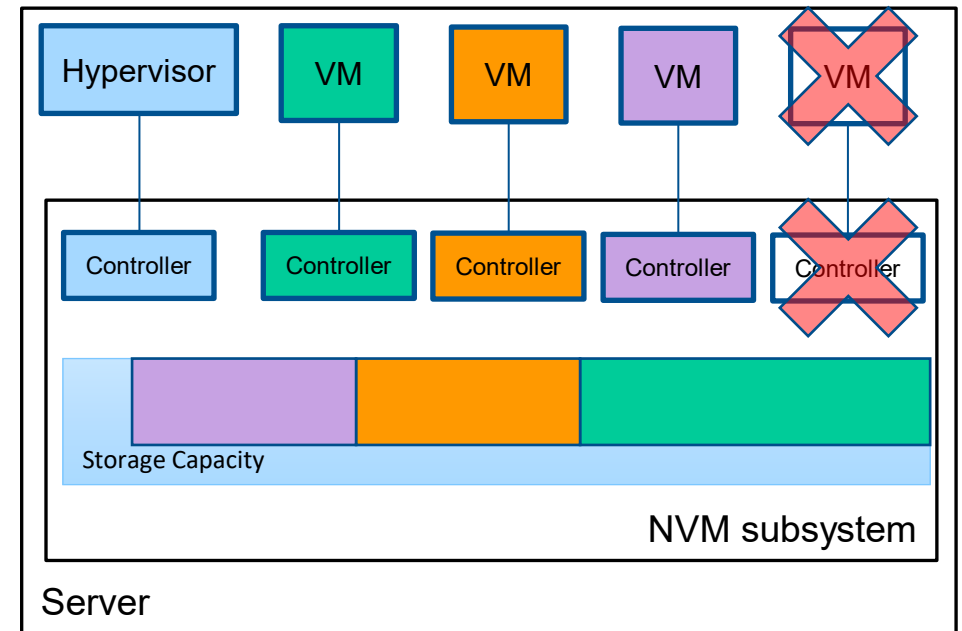 Hypervisor
VM
VM
VM
VM
Controller
Controller
Controller
Controller
Controller
Storage Capacity
NVM subsystem
Server